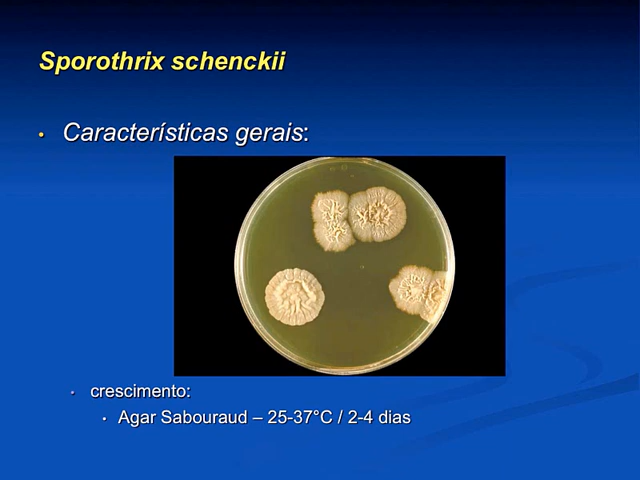 Sporothrix schenckii
• Características gerais:
• crescimento:
• Agar Sabouraud – 25-37°C / 2-4 dias